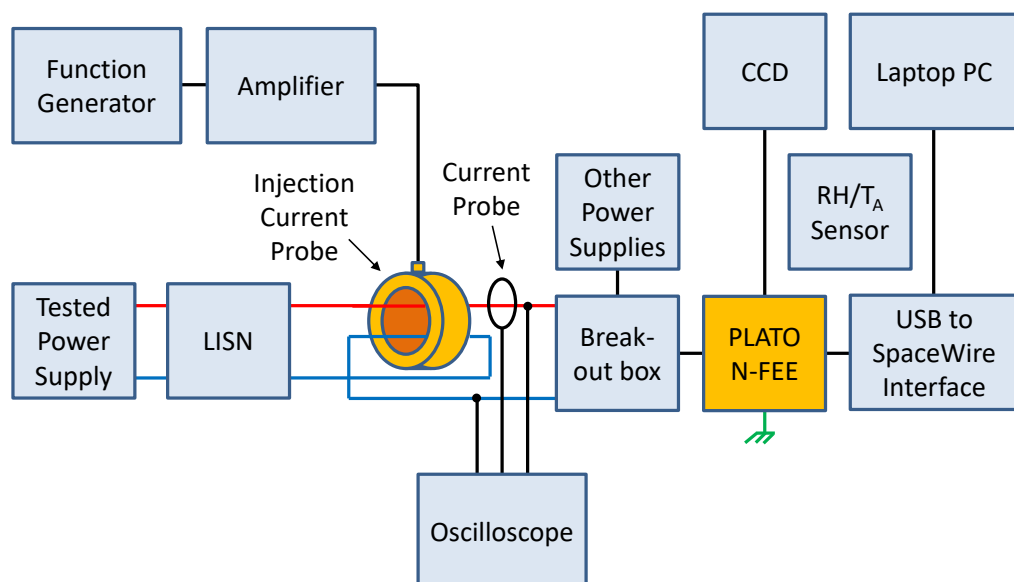 Function
Generator
Amplifier
CCD
Laptop PC
Injection
Current
Probe
Current
Probe
Other
Power
Supplies
RH/T_A
Sensor
Tested
Power
Supply
LISN
Break-
out box
PLATO
N-FEE
USB to
SpaceWire
Interface
Oscilloscope